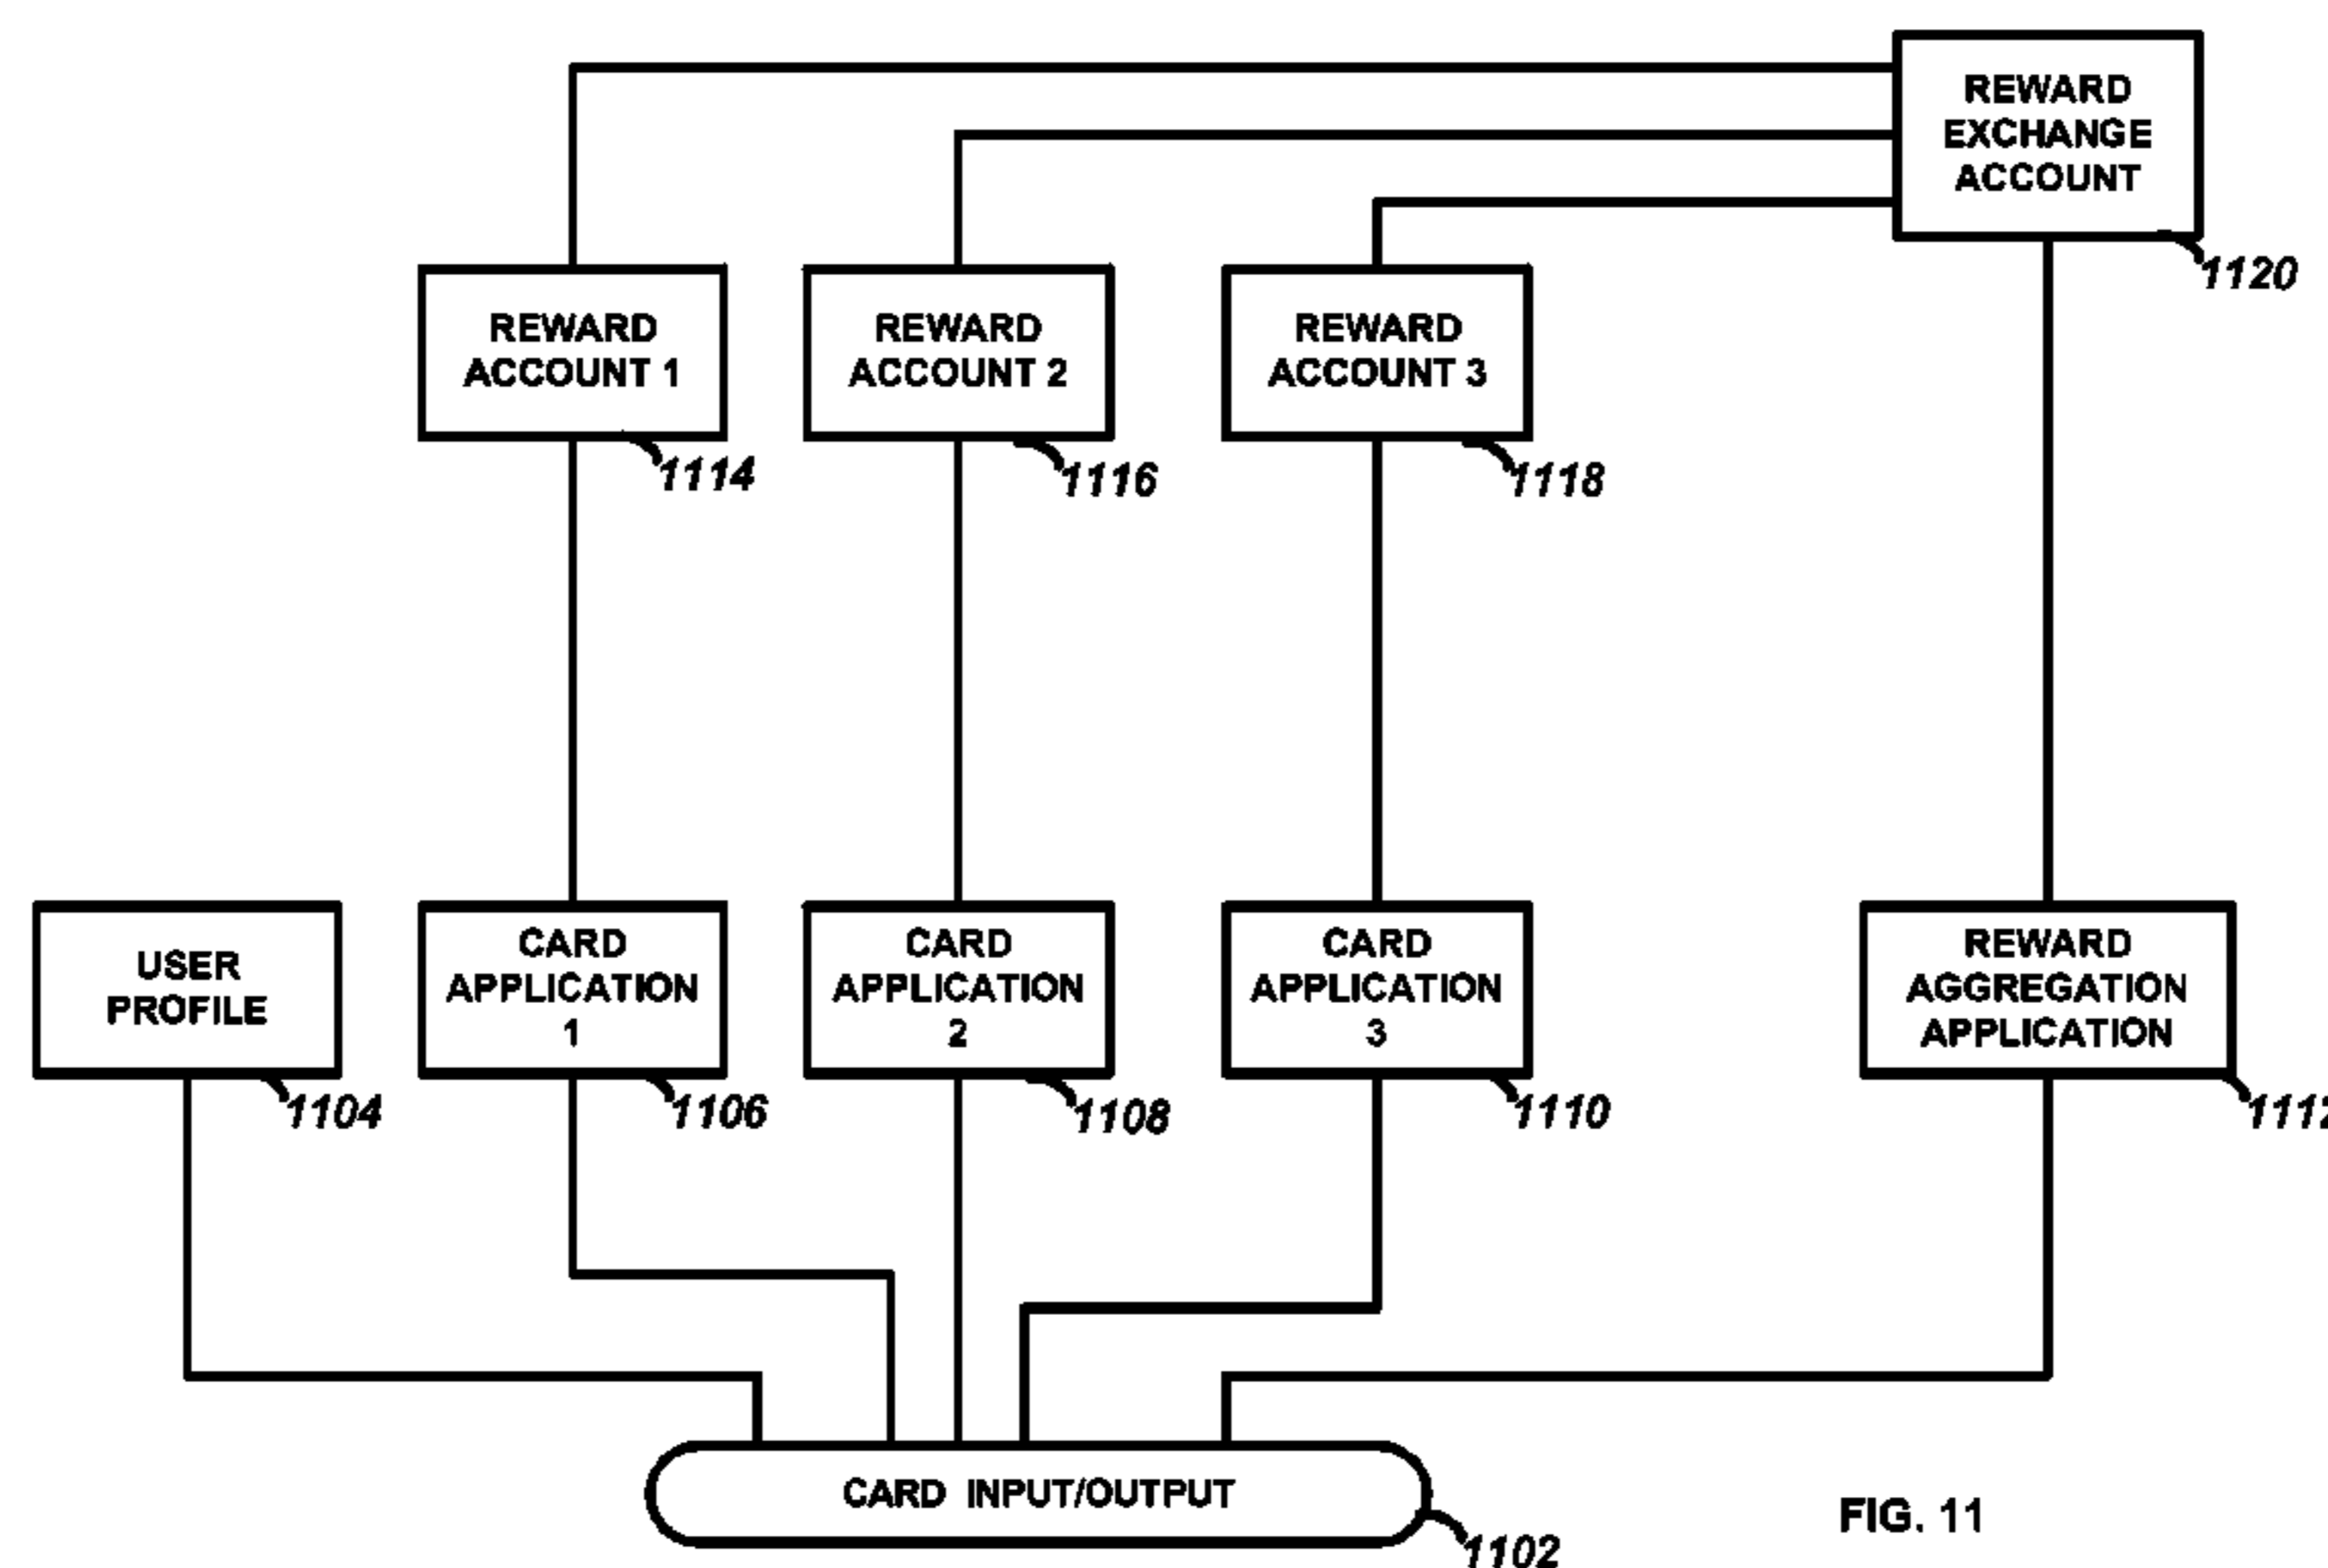 REWARD
EXCHANGE
ACCOUNT
1120
REWARD
ACCOUNT 1
1114
REWARD
ACCOUNT 2
1116
REWARD
ACCOUNT 3
1118
USER
PROFILE
1104
CARD
APPLICATION
1
1106
CARD
APPLICATION
2
1108
CARD
APPLICATION
3
1110
REWARD
AGGREGATION
APPLICATION
1112
CARD INPUT/OUTPUT
1102
FIG. 11